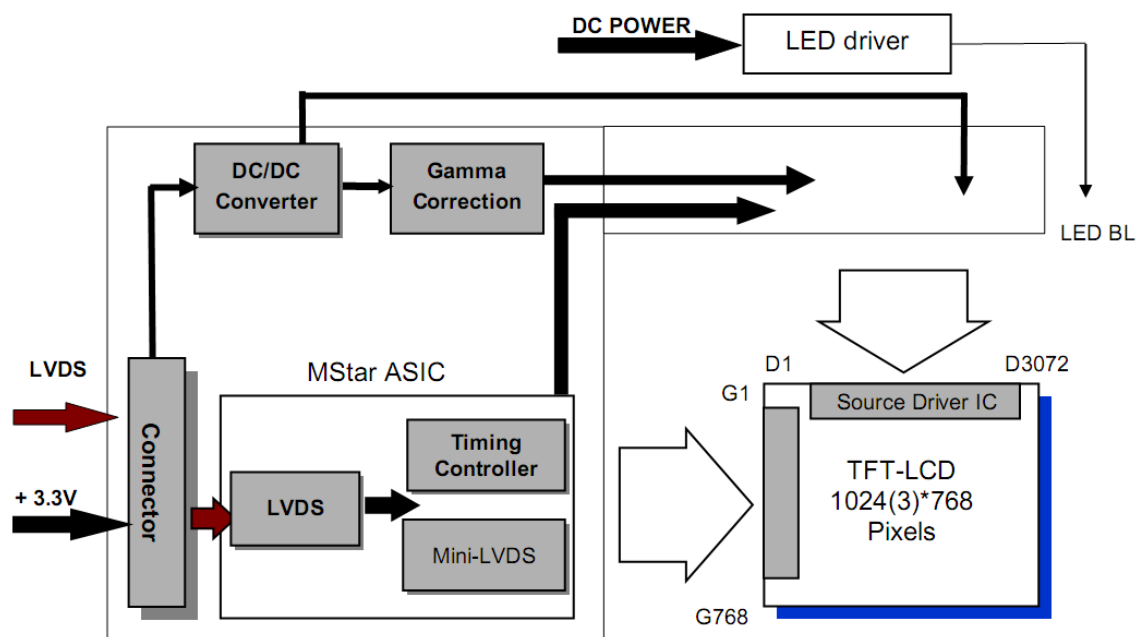 DC POWER
LED driver
DC/DC
Converter
Gamma
Correction
LED BL
LVDS
+ 3.3V
Connector
MStar ASIC
LVDS
Timing
Controller
Mini-LVDS
D1
D3072
G1
G768
Source Driver IC
TFT-LCD
1024(3)*768
Pixels